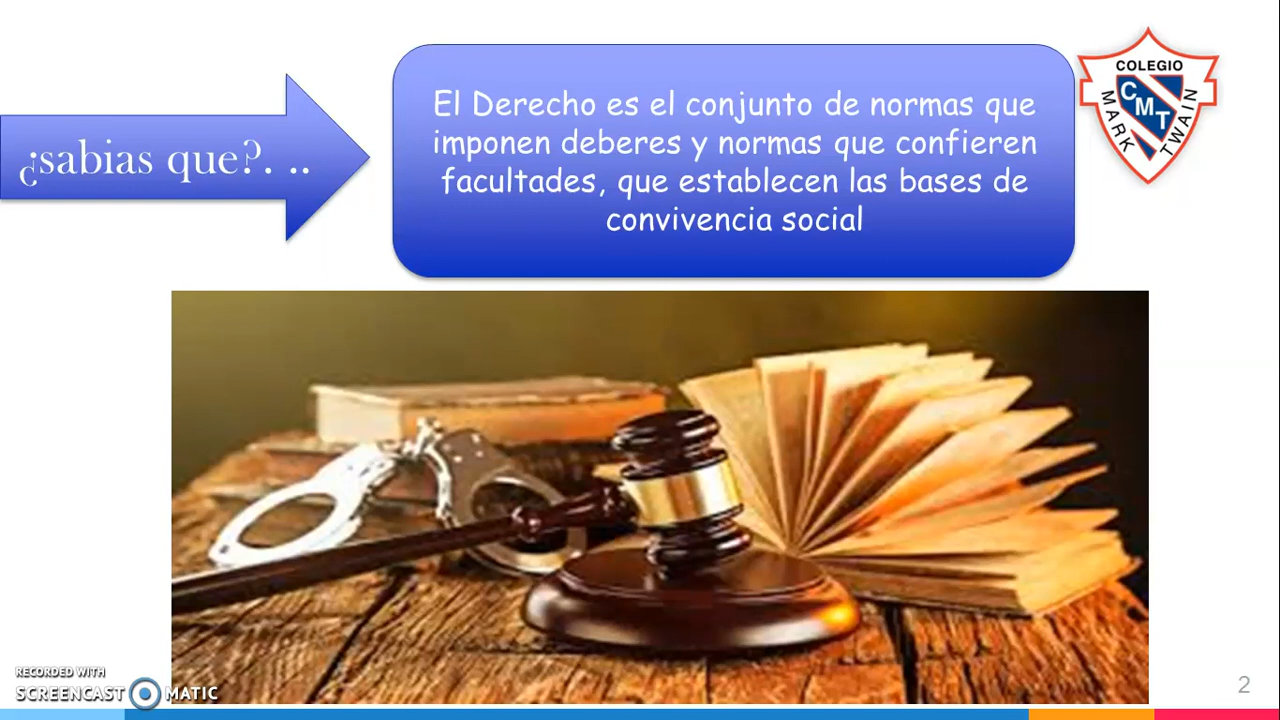 ¿sabias que?. ..
El Derecho es el conjunto de normas que
imponen deberes y normas que confieren
facultades, que establecen las bases de
convivencia social
COLEGIO
CMT
MARK TWAIN
RECORDED WITH
SCREENCAST MATIC
2